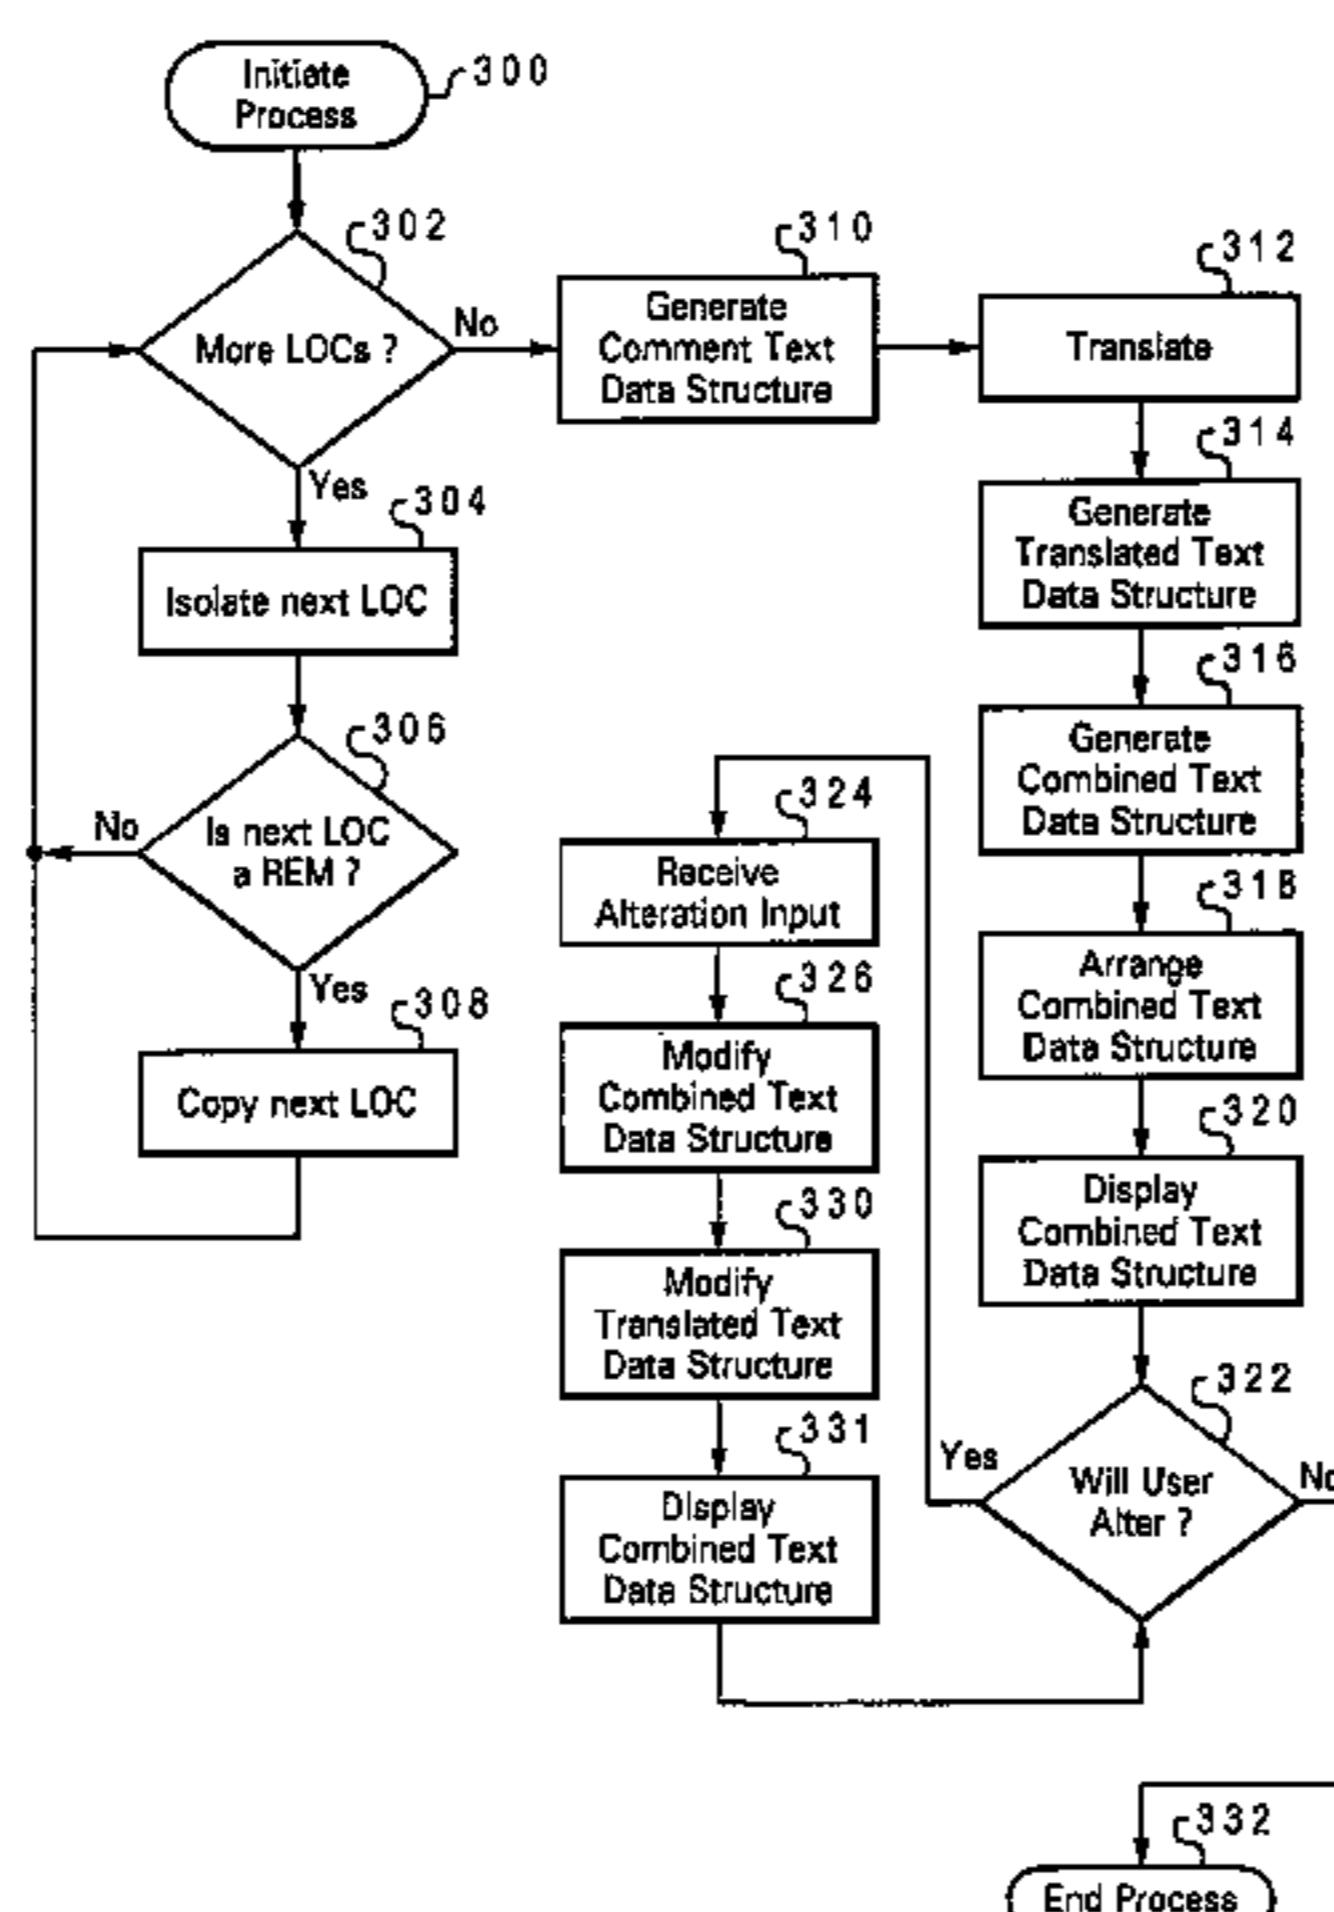 Initiate
Process
300
302
More LOCs ?
No
Yes
304
Isolate next LOC
306
Is next LOC
a REM ?
No
Yes
308
Copy next LOC
310
Generate
Comment Text
Data Structure
312
Translate
314
Generate
Translated Text
Data Structure
316
Generate
Combined Text
Data Structure
318
Arrange
Combined Text
Data Structure
320
Display
Combined Text
Data Structure
322
Will User
Alter ?
Yes
No
324
Receive
Alteration Input
326
Modify
Combined Text
Data Structure
330
Modify
Translated Text
Data Structure
331
Display
Combined Text
Data Structure
332
End Process